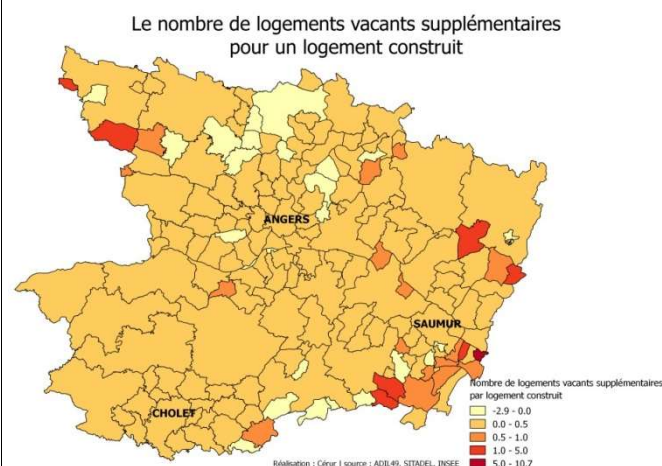 Le nombre de logements vacants supplémentaires
pour un logement construit
ANGERS
SAUMUR
CHOLET
Nombre de logements vacants supplémentaires
par logement construit
-2.9 - 0.0
0.0 - 0.5
0.5 - 1.0
1.0 - 5.0
5.0 - 10.7
Réalisation : Cérur | source : ADIL49, SITADEL, INSEE